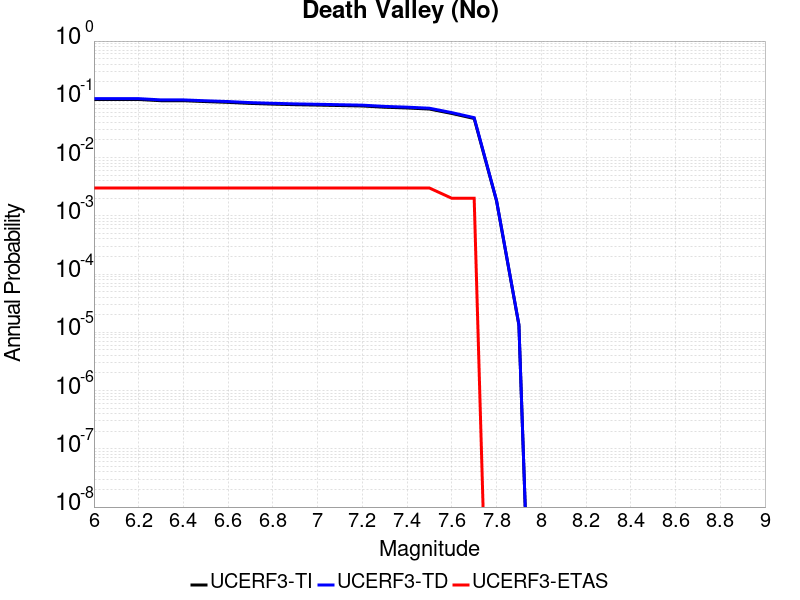 Death Valley (No)
10^0
10^-1
10^-2
10^-3
10^-4
10^-5
10^-6
10^-7
10^-8
Annual Probability
6 6.2 6.4 6.6 6.8 7 7.2 7.4 7.6 7.8 8 8.2 8.4 8.6 8.8 9
Magnitude
UCERF3-TI UCERF3-TD UCERF3-ETAS